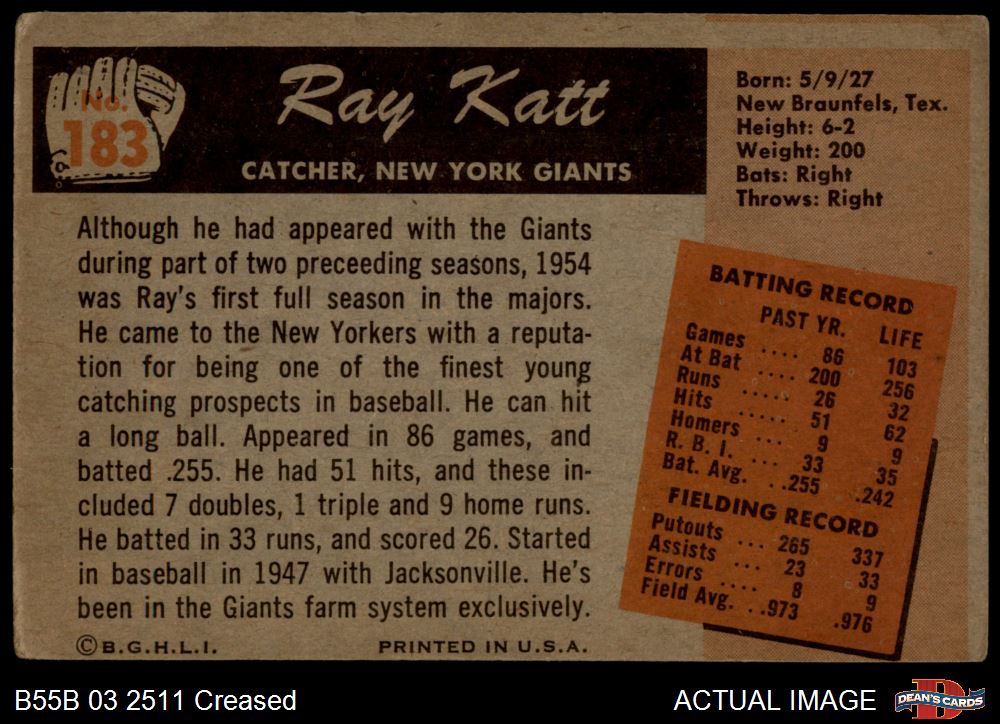 No.
183
Ray Katt
CATCHER, NEW YORK GIANTS
Born: 5/9/27
New Braunfels, Tex.
Height: 6-2
Weight: 200
Bats: Right
Throws: Right
Although he had appeared with the Giants
during part of two preceeding seasons, 1954
was Ray's first full season in the majors.
He came to the New Yorkers with a reputa-
tion for being one of the finest young
catching prospects in baseball. He can hit
a long ball. Appeared in 86 games, and
batted .255. He had 51 hits, and these in-
cluded 7 doubles, 1 triple and 9 home runs.
He batted in 33 runs, and scored 26. Started
in baseball in 1947 with Jacksonville. He's
been in the Giants farm system exclusively.
©B.G.H.L.I. PRINTED IN U.S.A.
BATTING RECORD
PAST YR. LIFE
Games .... 86 103
At Bat .... 200 256
Runs 26 32
Hits ...... 51 62
Homers ... 9 9
R. B. I. ... 33 35
Bat. Avg. ..255 .242
FIELDING RECORD
Putouts ... 265 337
Assists 23 33
Errors .... 8 9
Field Avg. ..973 .976
B55B 03 2511 Creased
ACTUAL IMAGE
DEAN'S CARDS